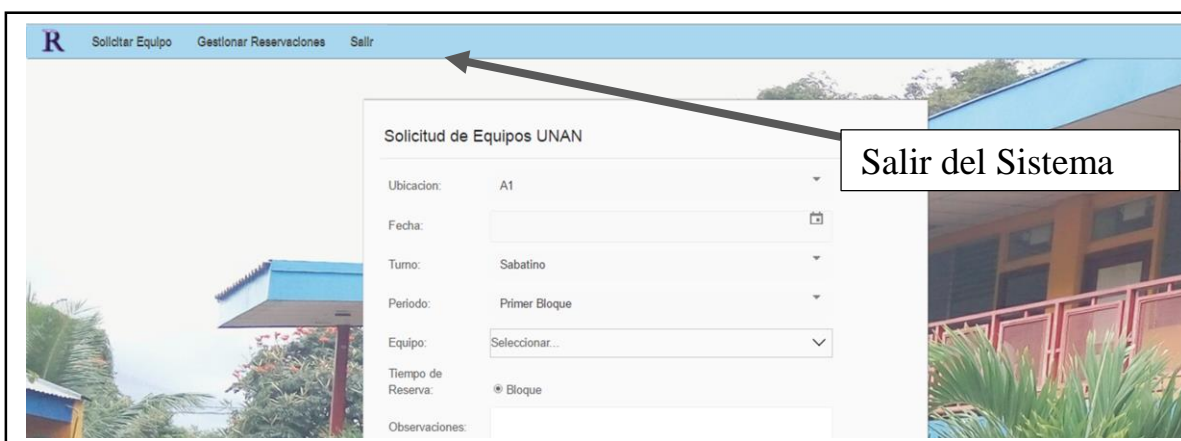 R Solicitar Equipo Gestionar Reservaciones Salir
Solicitud de Equipos UNAN
Salir del Sistema
Ubicacion: A1
Fecha:
Turno: Sabatino
Periodo: Primer Bloque
Equipo: Seleccionar...
Tiempo de
Reserva: Bloque
Observaciones: